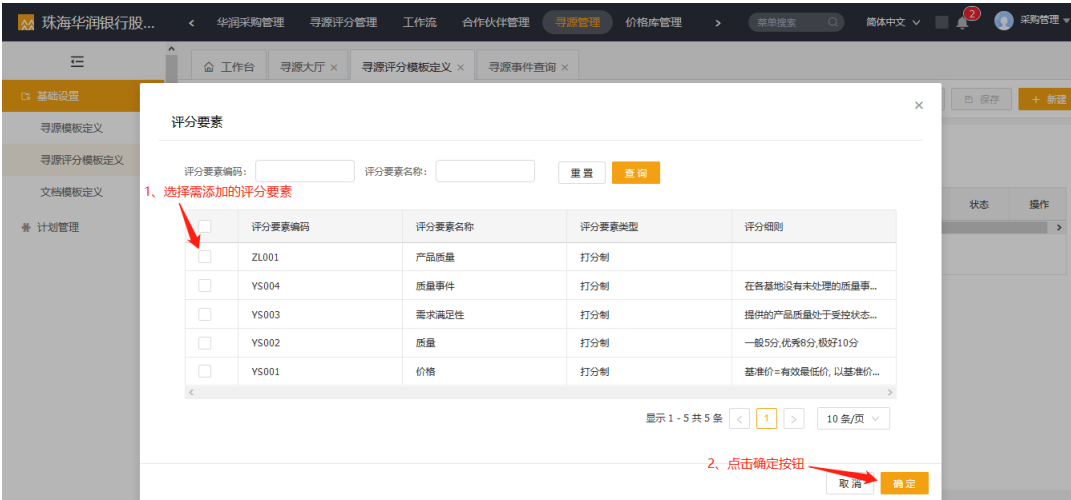 珠海华润银行股... 华润采购管理 寻源评分管理 工作流 合作伙伴管理 寻源管理 价格库管理 菜单搜索 简体中文 2 采购管理
工作台 寻源大厅 寻源评分模板定义 寻源事件查询
基础设置 保存 + 新建
寻源模板定义
寻源评分模板定义
文档模板定义
计划管理
状态 操作
评分要素
评分要素编码: 评分要素名称: 重置 查询
1、选择需添加的评分要素
评分要素编码 评分要素名称 评分要素类型 评分细则
ZL001 产品质量 打分制
YS004 质量事件 打分制 在各基地没有未处理的质量事...
YS003 需求满足性 打分制 提供的产品质量处于受控状态...
YS002 质量 打分制 一般5分,优秀8分,极好10分
YS001 价格 打分制 基准价=有效最低价, 以基准价...
显示 1 - 5 共 5 条 < 1 > 10 条/页
2、点击确定按钮
取消 确定